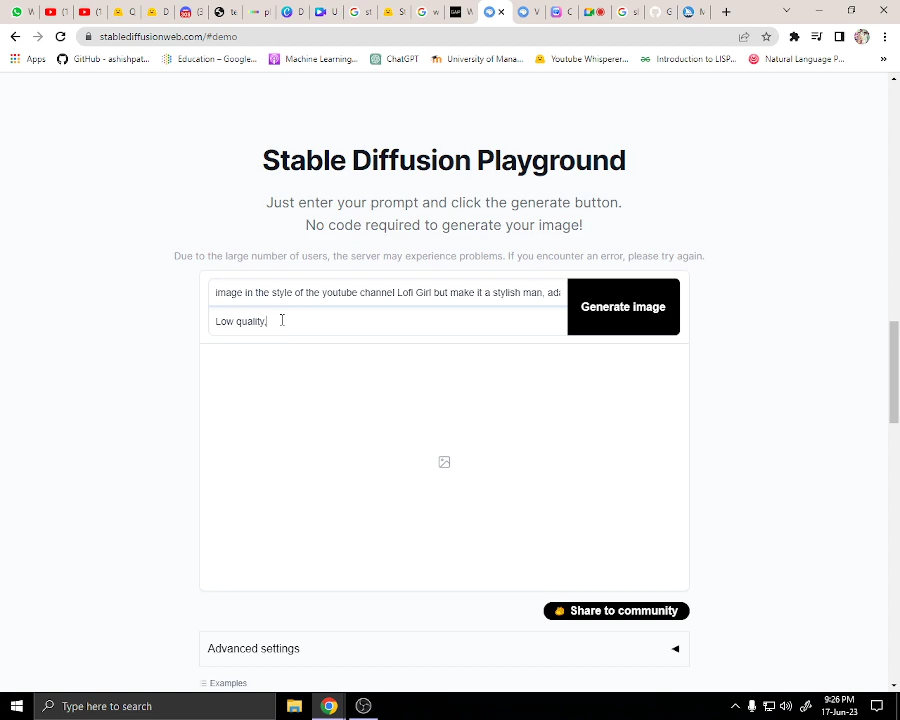 stablediffusionweb.com/#demo
Apps
GitHub - ashishpat...
Education – Google...
Machine Learning...
ChatGPT
University of Mana...
Youtube Whisperer...
Introduction to LISP...
Natural Language P...
»
Stable Diffusion Playground
Just enter your prompt and click the generate button.
No code required to generate your image!
Due to the large number of users, the server may experience problems. If you encounter an error, please try again.
image in the style of the youtube channel Lofi Girl but make it a stylish man, ada
Generate image
Low quality,
Share to community
Advanced settings
Examples
Type here to search
9:26 PM
17-Jun-23